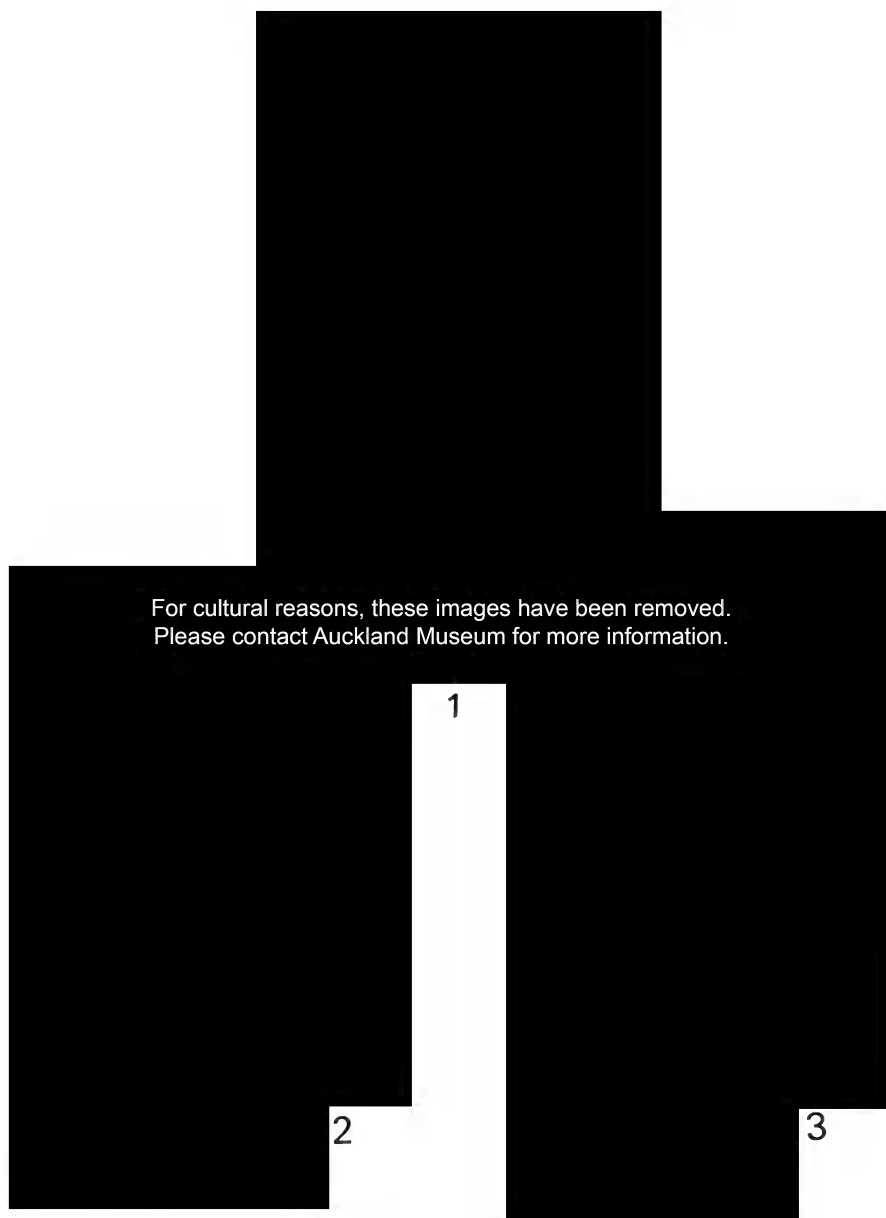 For cultural reasons, these images have been removed.
Please contact Auckland Museum for more information.
1
2
3